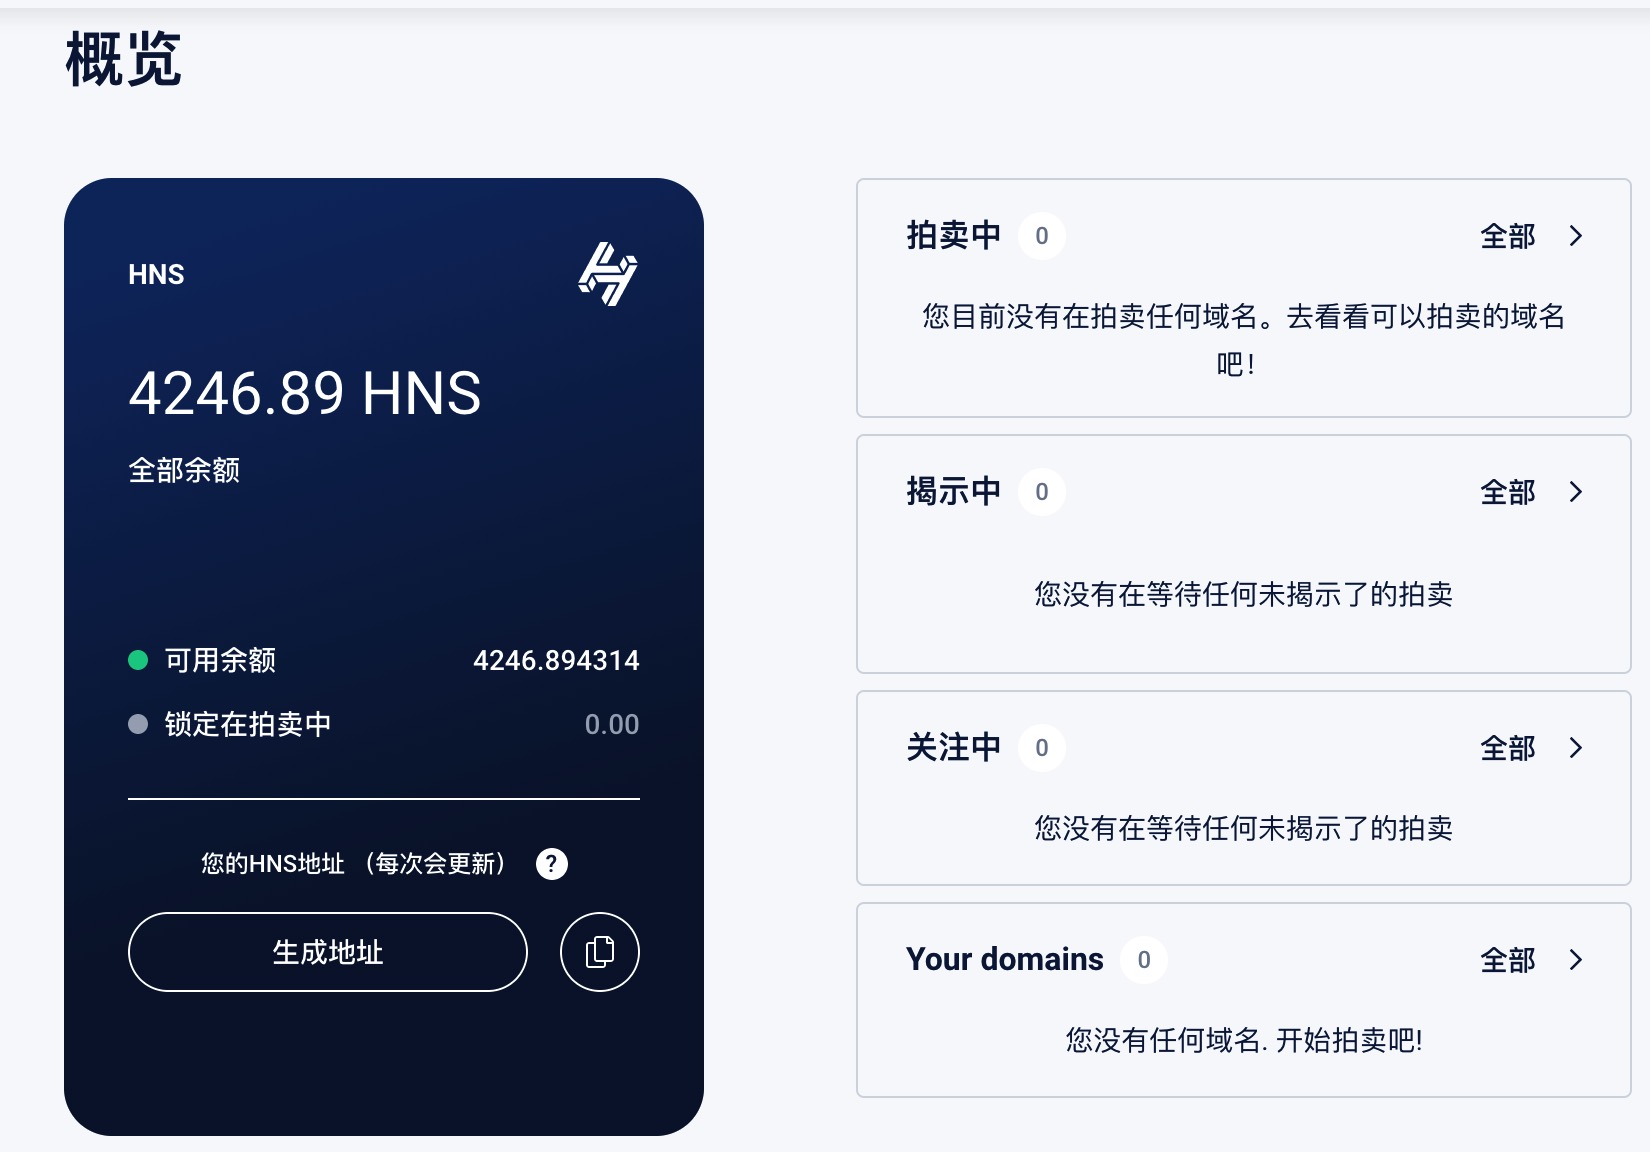 概览
HNS
4246.89 HNS
全部余额
可用余额 4246.894314
锁定在拍卖中 0.00
您的HNS地址 （每次会更新） ?
生成地址
拍卖中 0 全部
您目前没有在拍卖任何域名。去看看可以拍卖的域名
吧！
揭示中 0 全部
您没有在等待任何未揭示了的拍卖
关注中 0 全部
您没有在等待任何未揭示了的拍卖
Your domains 0 全部
您没有任何域名. 开始拍卖吧!